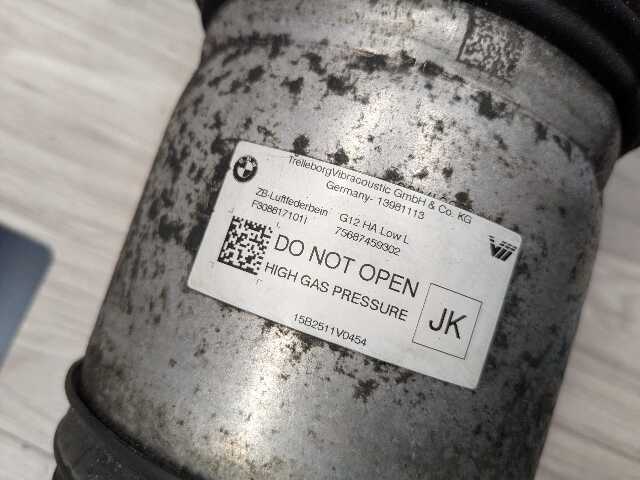 TrelleborgVibracoustic GmbH & Co. KG
Germany- 13981113
ZB-Luftfederbein G12 HA Low L
F3086171011 75687459302
DO NOT OPEN
HIGH GAS PRESSURE
JK
15B2511V0454